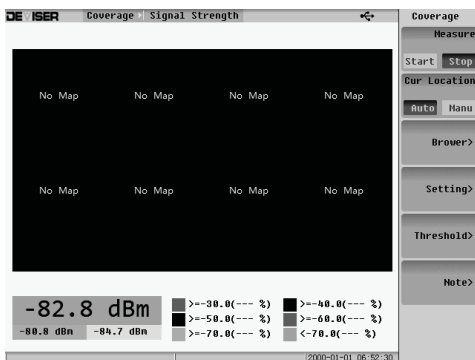 DEVISER Coverage Signal Strength Coverage
Measure
Start Stop
Cur Location
Auto Manu
No Map No Map No Map No Map
Brower>
No Map No Map No Map No Map
Setting>
Threshold>
Note>
-82.8 dBm
-80.8 dBm -84.7 dBm
>=-30.0(--- %) >=-40.0(--- %)
>=-50.0(--- %) >=-60.0(--- %)
>=-70.0(--- %) <-70.0(--- %)
2000-01-01 06:52:30